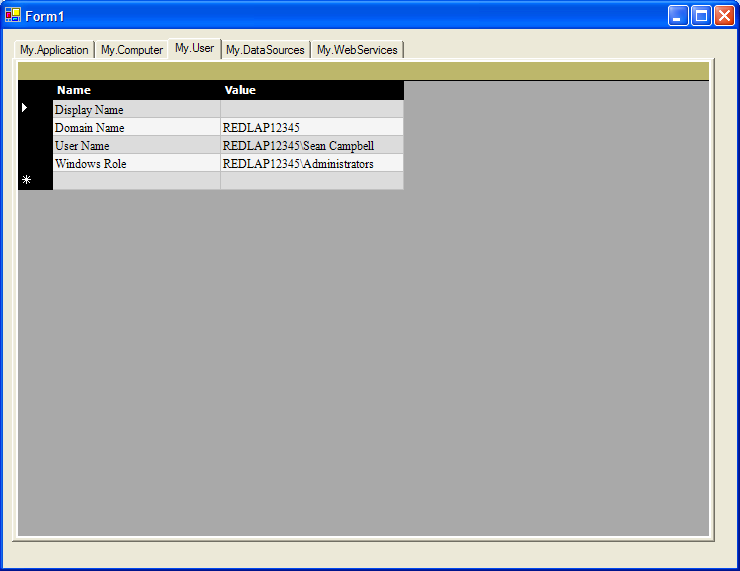 Form1
My.Application My.Computer My.User My.DataSources My.WebServices
Name Value
Display Name
Domain Name REDLAP12345
User Name REDLAP12345\Sean Campbell
Windows Role REDLAP12345\Administrators